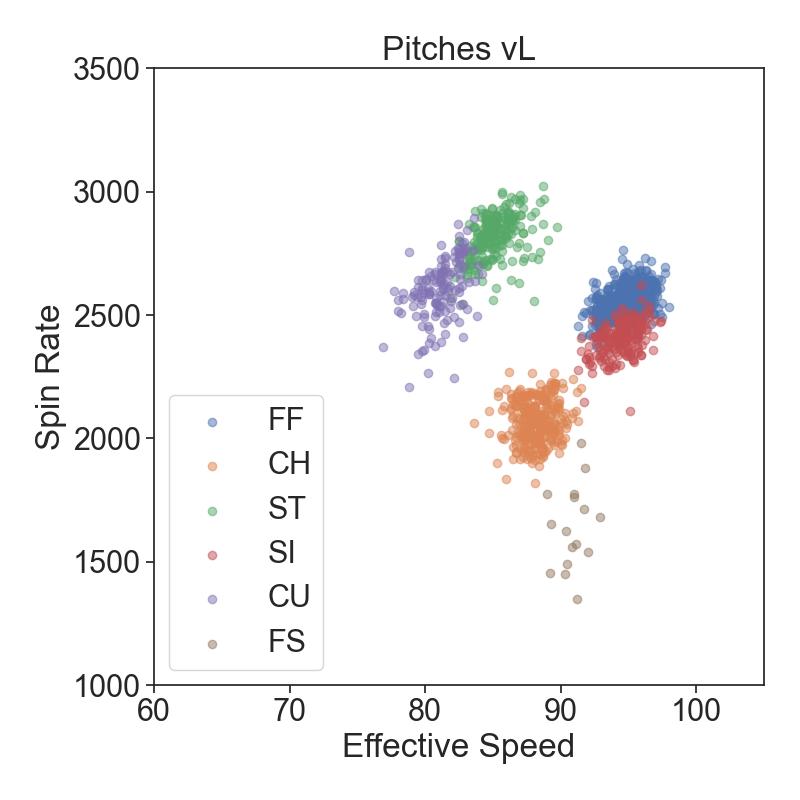 Pitches vL
3500
3000
2500
2000
1500
1000
Spin Rate
FF
CH
ST
SI
CU
FS
60 70 80 90 100
Effective Speed